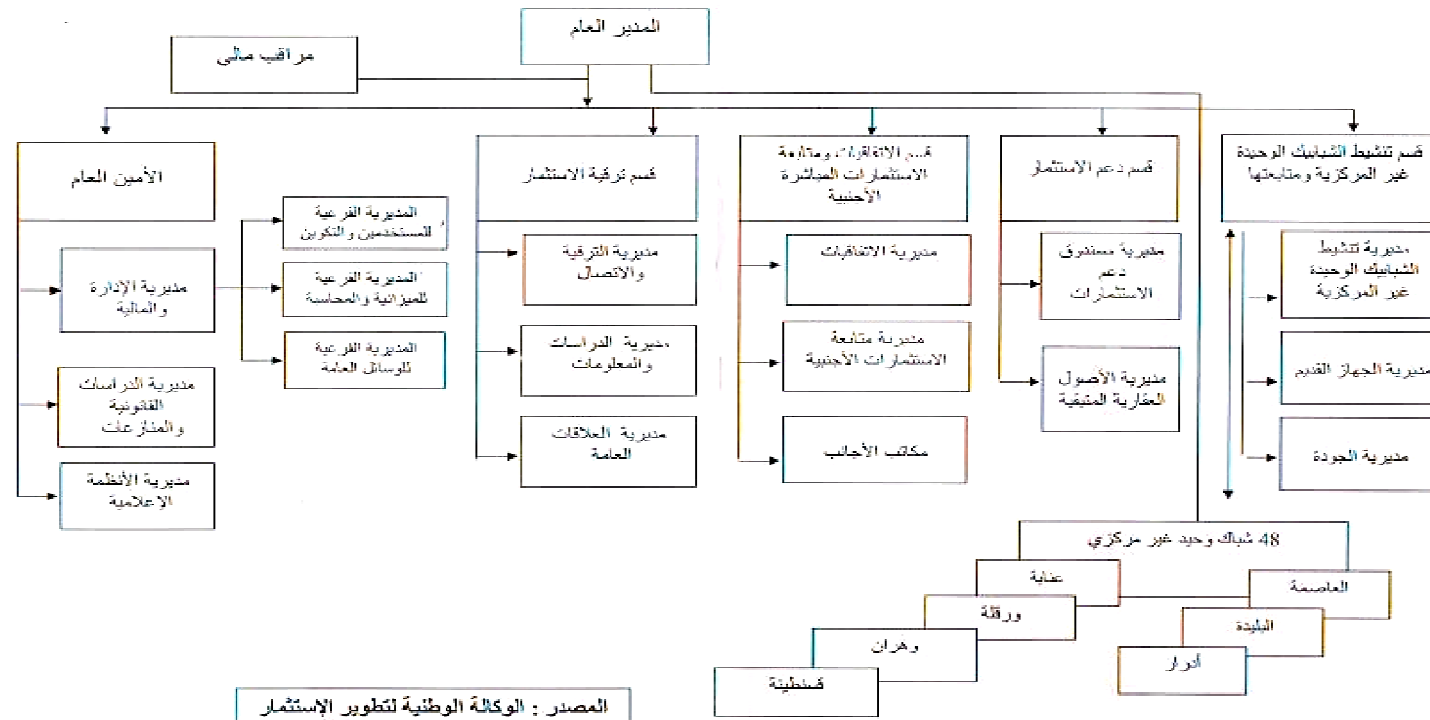 المدير العام
مراقب مالي
الأمين العام
قسم ترقية الاستثمار
قسم الاتفاقيات ومتابعة
الاستثمارات المباشرة
الأجنبية
قسم دعم الاستثمار
قسم تنشيط الشبابيك الوحيدة
غير المركزية ومتابعتها
مديرية الإدارة
والمالية
مديرية الدراسات
القانونية
والمنازعات
مديرية الأنظمة
الإعلامية
المديرية الفرعية
للمستخدمين والتكوين
المديرية الفرعية
للميزانية والمحاسبة
المديرية الفرعية
للوسائل العامة
مديرية الترقية
والاتصال
مديرية الدراسات
والمعلومات
مديرية العلاقات
العامة
مديرية الاتفاقيات
مديرية متابعة
الاستثمارات الأجنبية
مكاتب الأجانب
مديرية صندوق
دعم
الاستثمارات
مديرية الأصول
العقارية المتبقية
مديرية تنشيط
الشبابيك الوحيدة
غير المركزية
مديرية الجهاز القديم
مديرية الجودة
48 شباك وحيد غير مركزي
العاصمة
البليدة
أدرار
عنابة
ورقلة
وهران
قسنطينة
المصدر : الوكالة الوطنية لتطوير الإستثمار